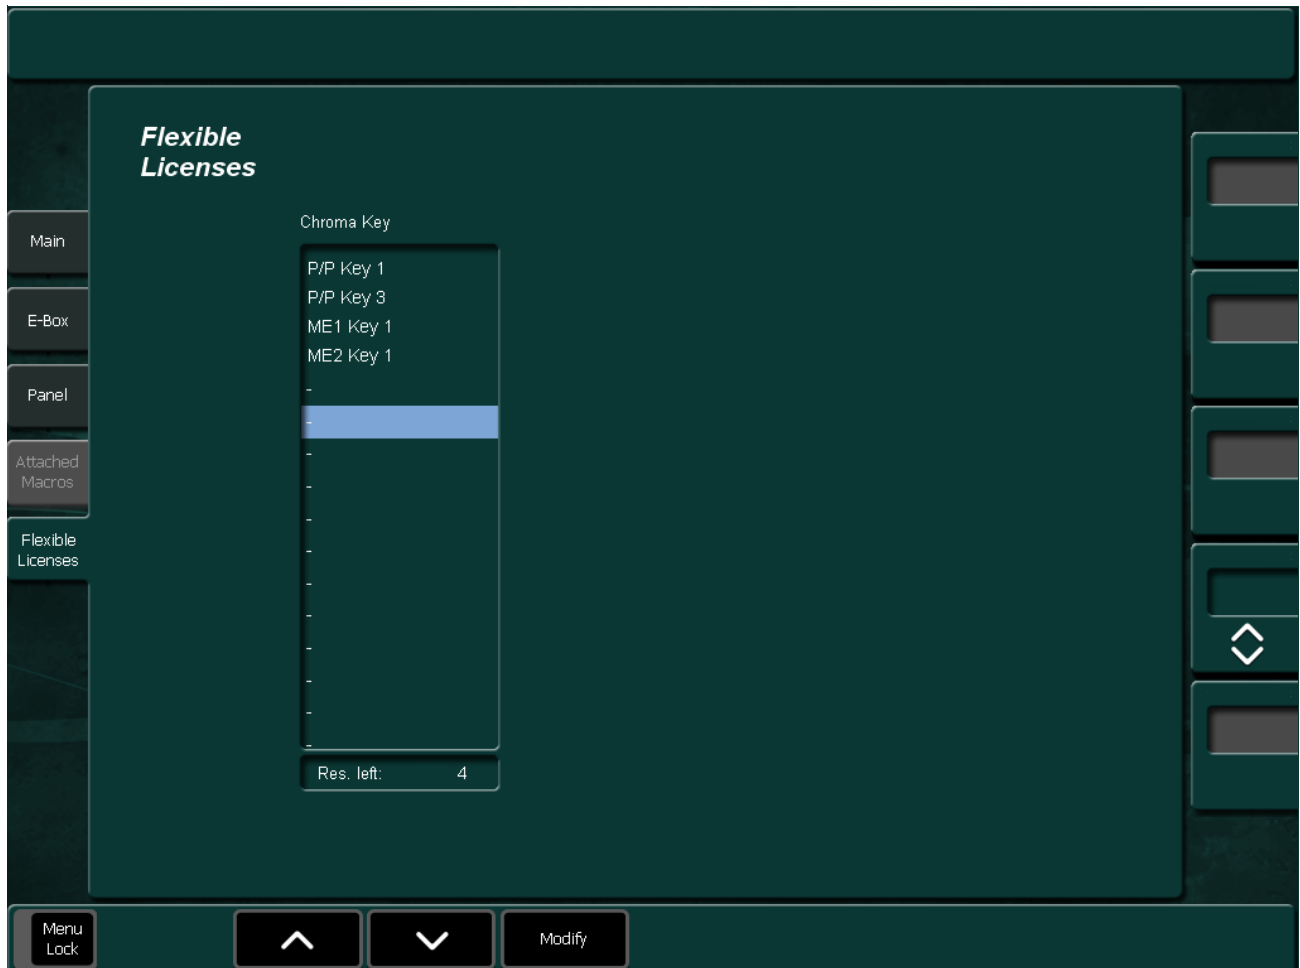 Flexible
Licenses
Chroma Key
Main
P/P Key 1
P/P Key 3
E-Box
ME1 Key 1
ME2 Key 1
Panel
-
-
-
Attached
Macros
-
-
Flexible
Licenses
-
-
-
-
-
-
-
Res. left: 4
Menu
Lock
Modify